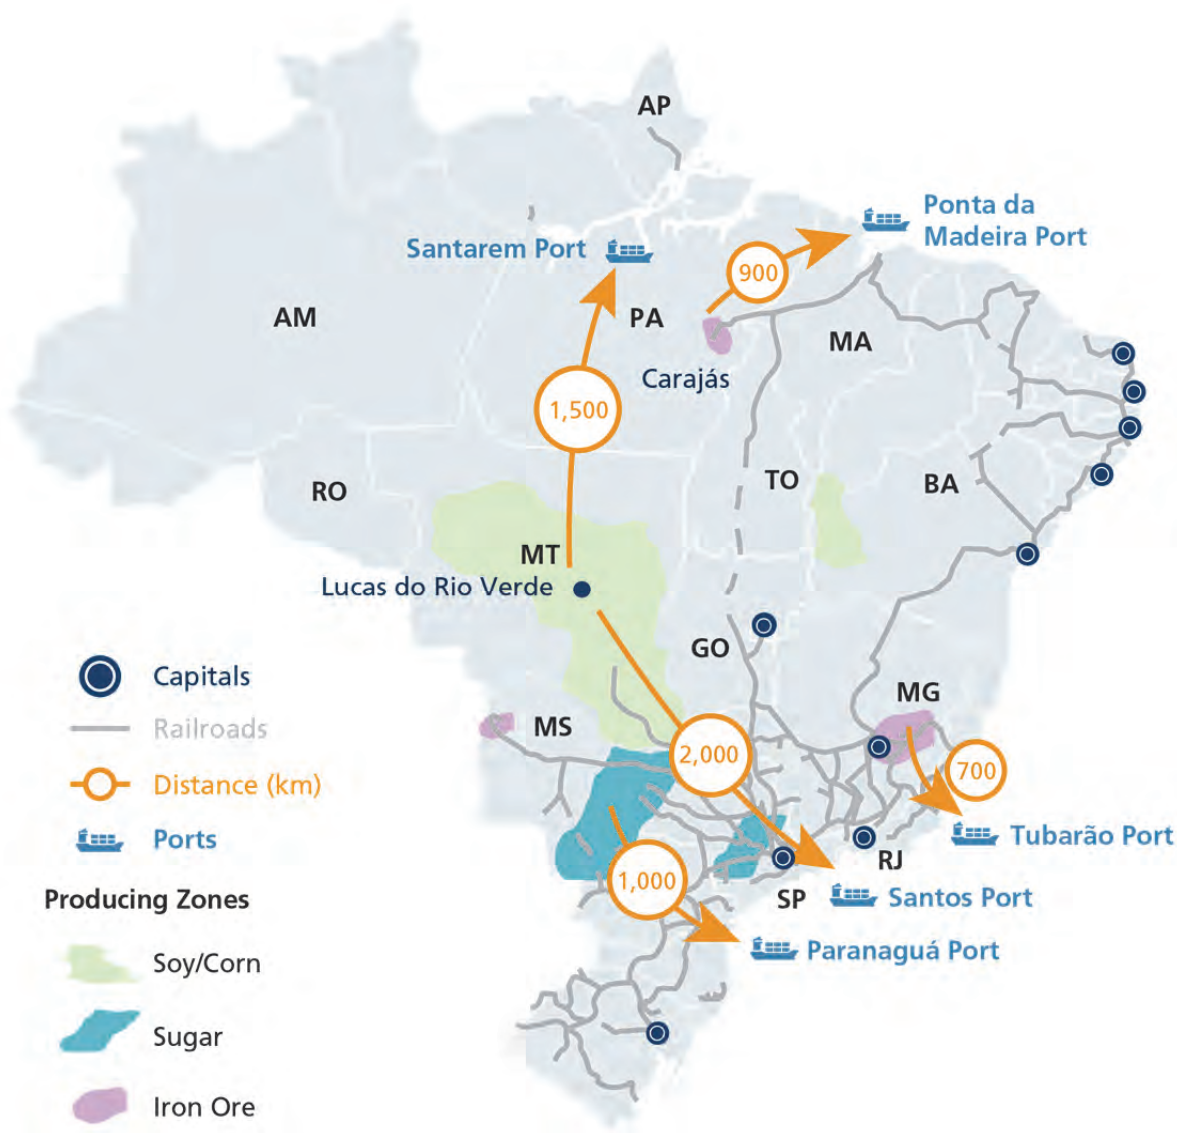 AP
Ponta da
Madeira Port
Santarem Port
900
AM
PA
MA
Carajás
1,500
TO
BA
RO
MT
Lucas do Rio Verde
GO
MG
MS
2,000
700
Tubarão Port
RJ
1,000
SP
Santos Port
Paranaguá Port
Capitals
Railroads
Distance (km)
Ports
Producing Zones
Soy/Corn
Sugar
Iron Ore